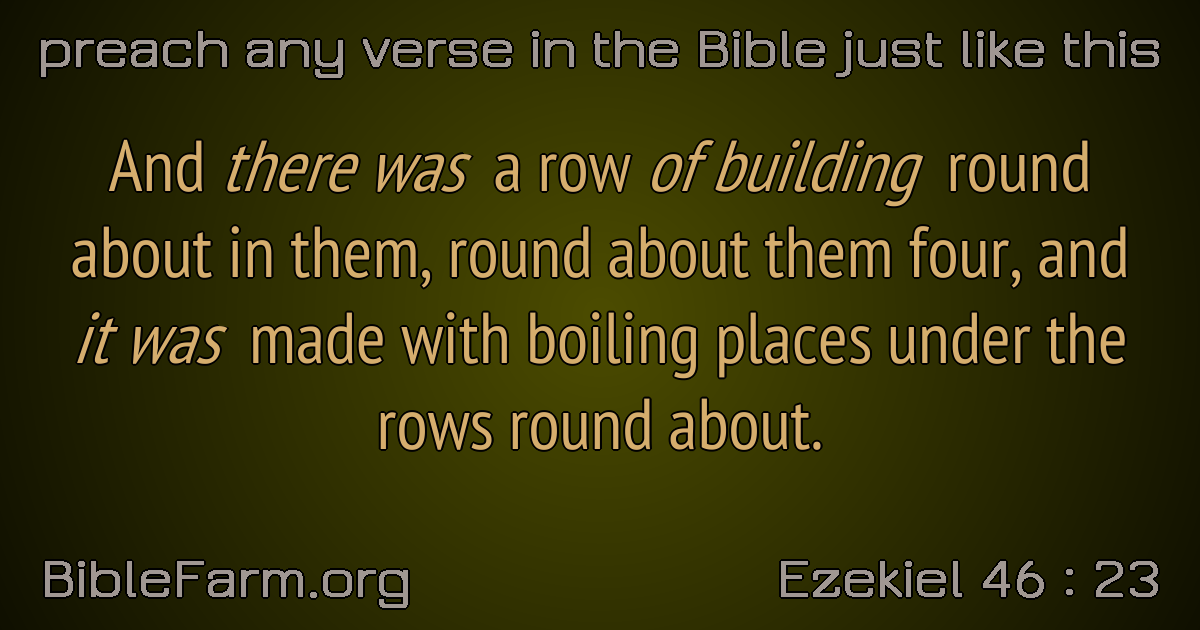 preach any verse in the Bible just like this
And there was a row of building round
about in them, round about them four, and
it was made with boiling places under the
rows round about.
BibleFarm.org
Ezekiel 46 : 23